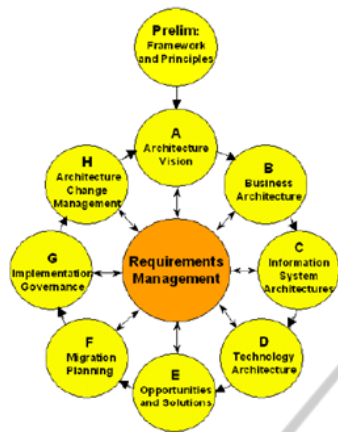 Prelim:
Framework
and Principles
A
Architecture
Vision
B
Business
Architecture
C
Information
System
Architectures
D
Technology
Architecture
E
Opportunities
and Solutions
F
Migration
Planning
G
Implementation
Governance
H
Architecture
Change
Management
Requirements
Management